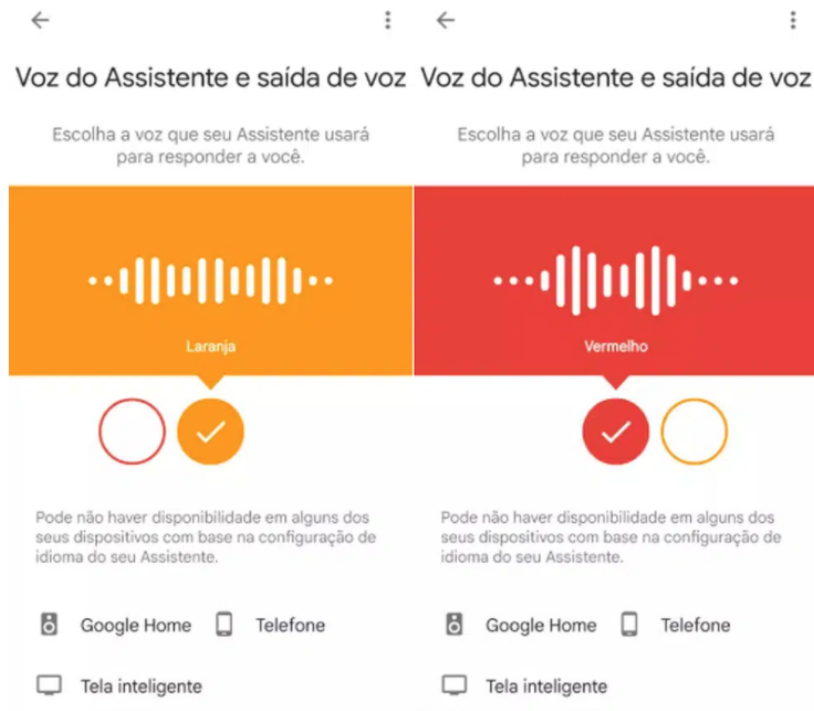 Voz do Assistente e saída de voz
Escolha a voz que seu Assistente usará
para responder a você.
Laranja
Pode não haver disponibilidade em alguns dos
seus dispositivos com base na configuração de
idioma do seu Assistente.
Google Home
Telefone
Tela inteligente
Voz do Assistente e saída de voz
Escolha a voz que seu Assistente usará
para responder a você.
Vermelho
Pode não haver disponibilidade em alguns dos
seus dispositivos com base na configuração de
idioma do seu Assistente.
Google Home
Telefone
Tela inteligente